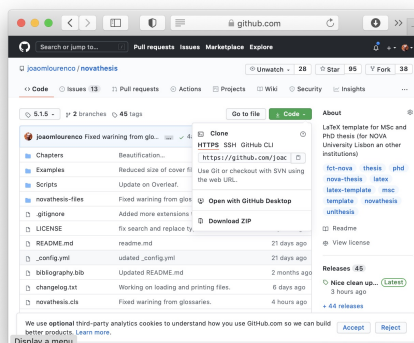 github.com
Search or jump to...
Pull requests Issues Marketplace Explore
joaomlourenco / novathesis
Unwatch 28 Star 95 Fork 38
Code Issues 13 Pull requests Actions Projects Wiki Security Insights
5.1.5 2 branches 45 tags Go to file Code
joaomlourenco Fixed warining from glo...
Chapters Beautification...
Examples Reduced size of cover fil
Scripts Update on Overleaf.
novathesis-files Fixed warining from glos
.gitignore Added more extensions
LICENSE fix search and replace ty
README.md readme.md 21 days ago
_config.yml udated _config.yml 21 days ago
bibliography.bib Updated README.md 2 months ago
changelog.txt Working on loading and printing files. 6 days ago
novathesis.cls Fixed warining from glossaries. 4 hours ago
Clone
HTTPS SSH GitHub CLI
https://github.com/joac
Use Git or checkout with SVN using
the web URL.
Open with GitHub Desktop
Download ZIP
About
LaTeX template for MSc and
PhD thesis (for NOVA
University Lisbon an other
institutions)
fct-nova thesis phd
nova-thesis latex
latex-template msc
template novathesis
unlthesis
Readme
View license
Releases 45
Nice clean up... Latest
3 hours ago
+ 44 releases
We use optional third-party analytics cookies to understand how you use GitHub.com so we can build
better products. Learn more.
Accept Reject
Display a menu